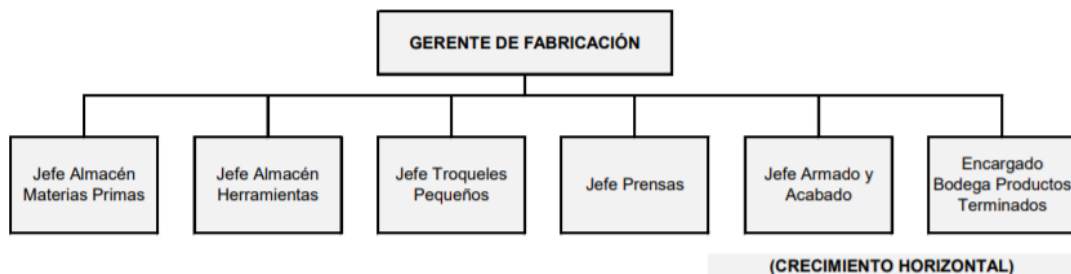 GERENTE DE FABRICACIÓN
Jefe Almacén
Materias Primas
Jefe Almacén
Herramientas
Jefe Troqueles
Pequeños
Jefe Prensas
Jefe Armado y
Acabado
Encargado
Bodega Productos
Terminados
(CRECIMIENTO HORIZONTAL)